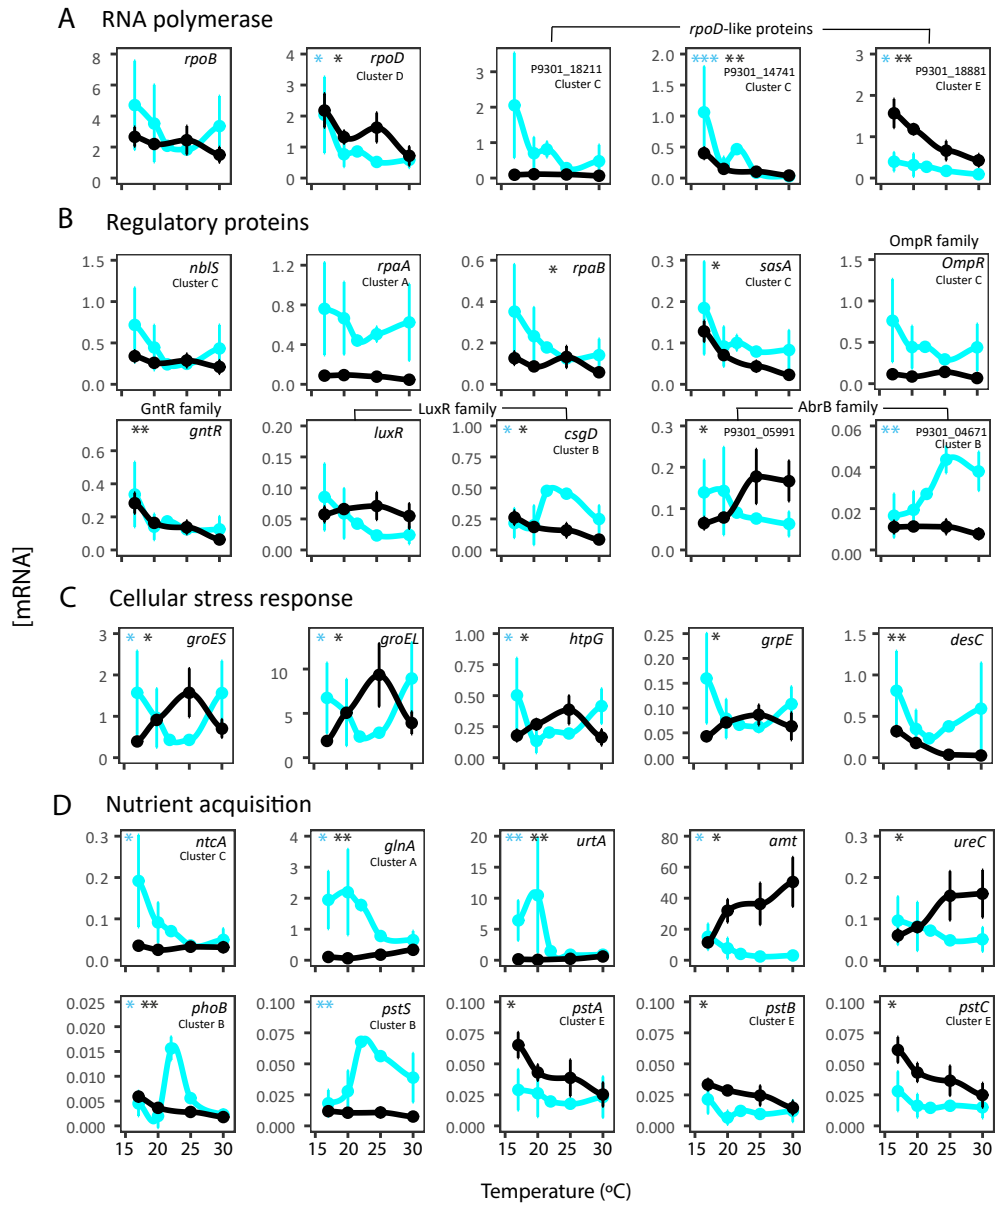 A RNA polymerase
rpoD-like proteins
8
6
4
2
0
rpoB
4
3
2
1
0
* *
rpoD
Cluster D
3
2
1
0
P9301_18211
Cluster C
2.0
1.5
1.0
0.5
0.0
*** **
P9301_14741
Cluster C
3
2
1
0
* **
P9301_18881
Cluster E
B Regulatory proteins
1.5
1.0
0.5
0.0
nblS
Cluster C
1.2
0.8
0.4
0.0
rpaA
Cluster A
0.6
0.4
0.2
0.0
*
rpaB
0.3
0.2
0.1
0.0
*
sasA
Cluster C
OmpR family
1.5
1.0
0.5
0.0
OmpR
Cluster C
GntR family
0.6
0.4
0.2
0.0
**
gntR
LuxR family
0.20
0.15
0.10
0.05
0.00
luxR
1.00
0.75
0.50
0.25
0.00
* *
csgD
Cluster B
AbrB family
0.3
0.2
0.1
0.0
*
P9301_05991
0.06
0.04
0.02
0.00
**
P9301_04671
Cluster B
[mRNA]
C Cellular stress response
3
2
1
0
* *
groES
10
5
0
* *
groEL
1.00
0.75
0.50
0.25
0.00
* *
htpG
0.25
0.20
0.15
0.10
0.05
0.00
*
grpE
1.5
1.0
0.5
0.0
**
desC
D Nutrient acquisition
0.3
0.2
0.1
0.0
*
ntcA
Cluster C
4
3
2
1
0
* **
glnA
Cluster A
20
15
10
5
0
** **
urtA
80
60
40
20
0
* *
amt
0.3
0.2
0.1
0.0
*
ureC
0.025
0.020
0.015
0.010
0.005
0.000
* **
phoB
Cluster B
0.100
0.075
0.050
0.025
0.000
**
pstS
Cluster B
0.100
0.075
0.050
0.025
0.000
*
pstA
Cluster E
0.100
0.075
0.050
0.025
0.000
*
pstB
Cluster E
0.100
0.075
0.050
0.025
0.000
*
pstC
Cluster E
15 20 25 30
15 20 25 30
15 20 25 30
15 20 25 30
15 20 25 30
Temperature (ºC)